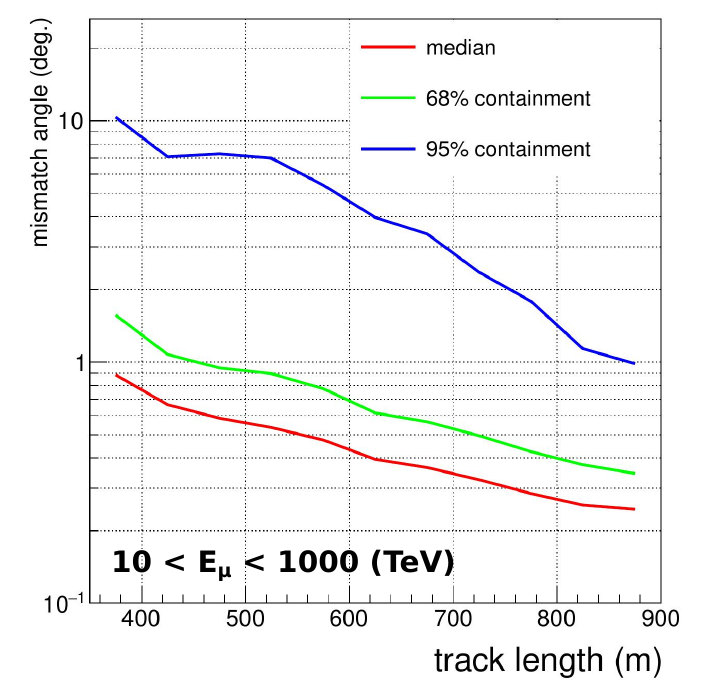 mismatch angle (deg.)
median
68% containment
95% containment
10
1
10⁻¹
10 < Eμ < 1000 (TeV)
400 500 600 700 800 900
track length (m)